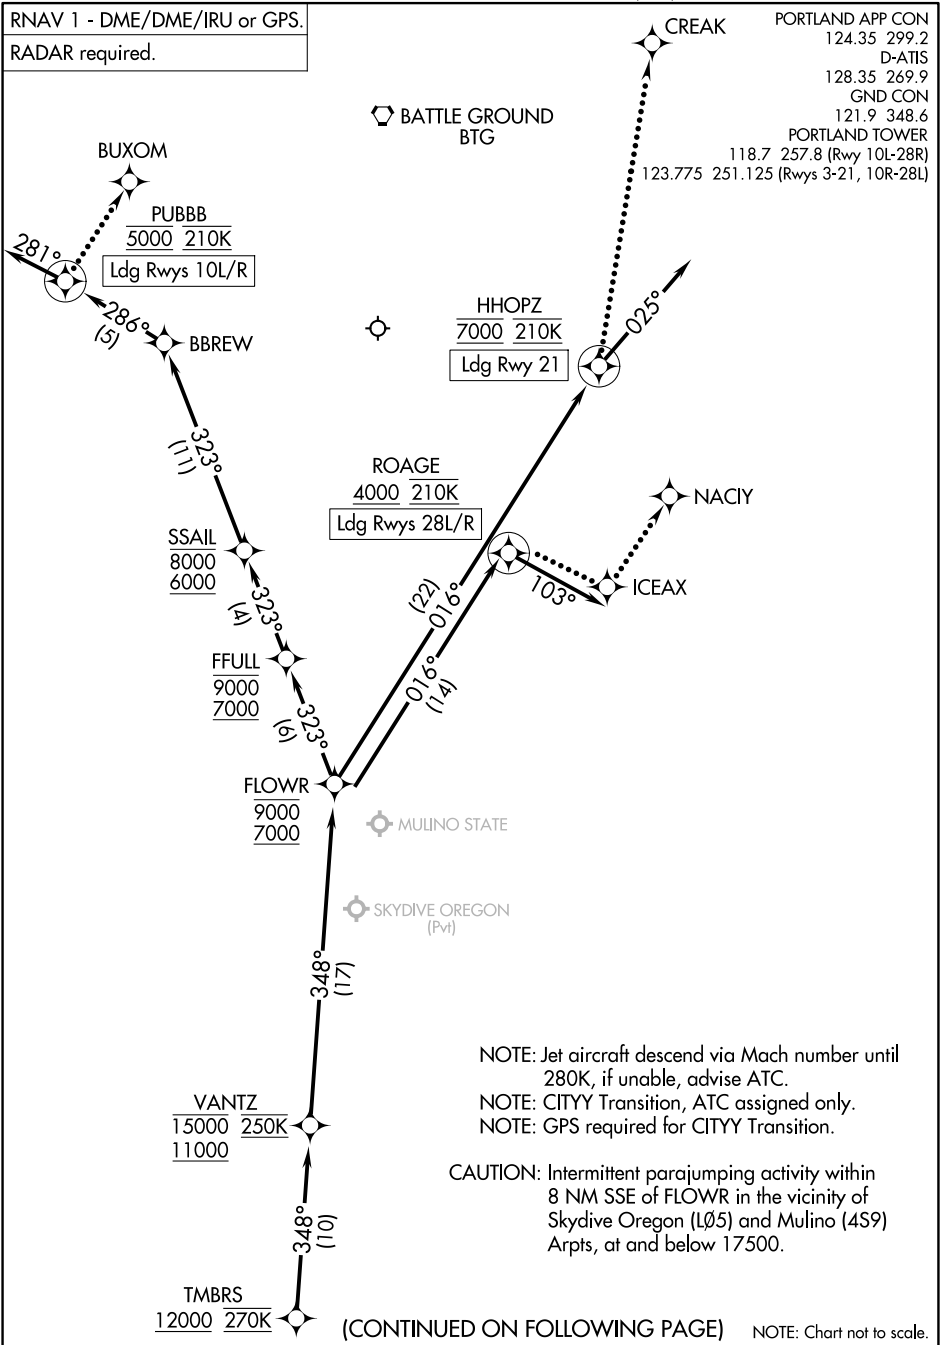 RNAV 1 - DME/DME/IRU or GPS.
RADAR required.
PORTLAND APP CON
124.35 299.2
D-ATIS
128.35 269.9
GND CON
121.9 348.6
PORTLAND TOWER
118.7 257.8 (Rwy 10L-28R)
123.775 251.125 (Rwys 3-21, 10R-28L)
CREAK
BATTLE GROUND
BTG
BUXOM
PUBBB
5000 210K
Ldg Rwys 10L/R
281°
286°
(5)
BBREW
HHOPZ
7000 210K
Ldg Rwy 21
025°
323°
(11)
ROAGE
4000 210K
Ldg Rwys 28L/R
NACIY
103°
ICEAX
SSAIL
8000
6000
323°
(4)
(22)
016°
016°
(14)
FFULL
9000
7000
323°
(6)
FLOWR
9000
7000
MULINO STATE
SKYDIVE OREGON
(Pvt)
348°
(17)
VANTZ
15000 250K
11000
348°
(10)
TMBRS
12000 270K
NOTE: Jet aircraft descend via Mach number until
280K, if unable, advise ATC.
NOTE: CITYY Transition, ATC assigned only.
NOTE: GPS required for CITYY Transition.
CAUTION: Intermittent parajumping activity within
8 NM SSE of FLOWR in the vicinity of
Skydive Oregon (LØ5) and Mulino (4S9)
Arpts, at and below 17500.
(CONTINUED ON FOLLOWING PAGE)
NOTE: Chart not to scale.